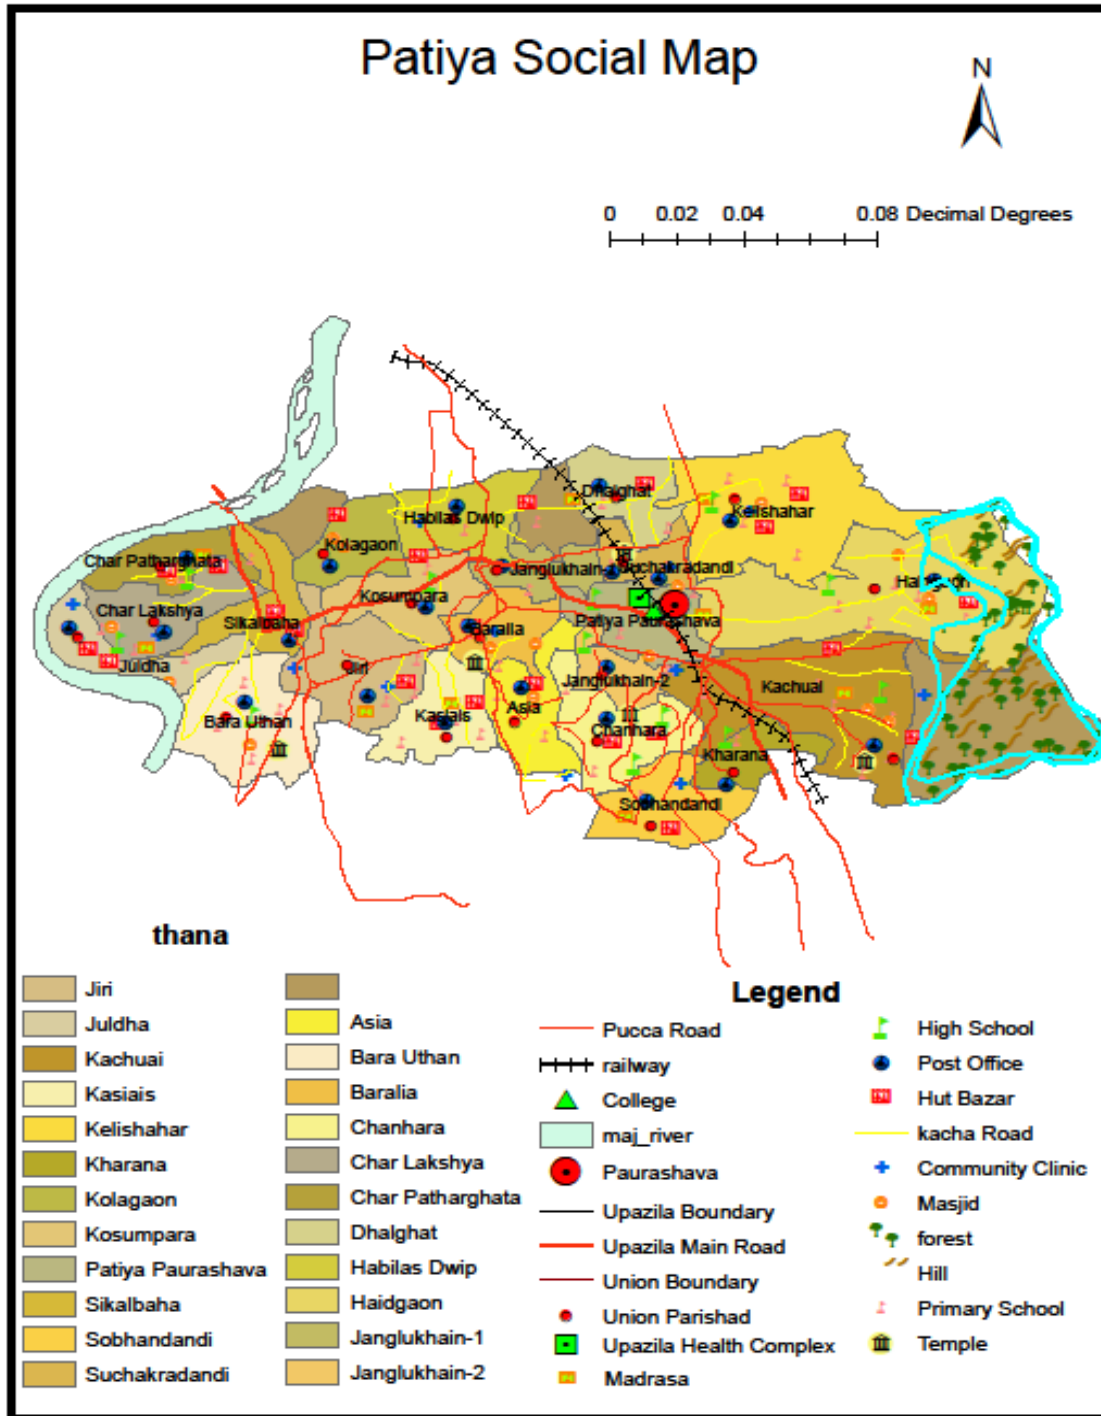 Patiya Social Map
N
0 0.02 0.04 0.08 Decimal Degrees
Dhalghat
Kelishahar
Habilas Dwip
Kolagaon
Char Patharghata
Janglukhain-1
Suchakradandi
Haidgaon
Kosumpara
Char Lakshya
Sikalbaha
Baralia
Patiya Paurashava
Juldha
Jiri
Janglukhain-2
Kachuai
Asia
Kasiais
Bara Uthan
Chanhara
Kharana
Sobhandandi
thana
Jiri
Juldha
Kachuai
Kasiais
Kelishahar
Kharana
Kolagaon
Kosumpara
Patiya Paurashava
Sikalbaha
Sobhandandi
Suchakradandi
Asia
Bara Uthan
Baralia
Chanhara
Char Lakshya
Char Patharghata
Dhalghat
Habilas Dwip
Haidgaon
Janglukhain-1
Janglukhain-2
Legend
Pucca Road
railway
College
maj_river
Paurashava
Upazila Boundary
Upazila Main Road
Union Boundary
Union Parishad
Upazila Health Complex
Madrasa
High School
Post Office
Hut Bazar
kacha Road
Community Clinic
Masjid
forest
Hill
Primary School
Temple